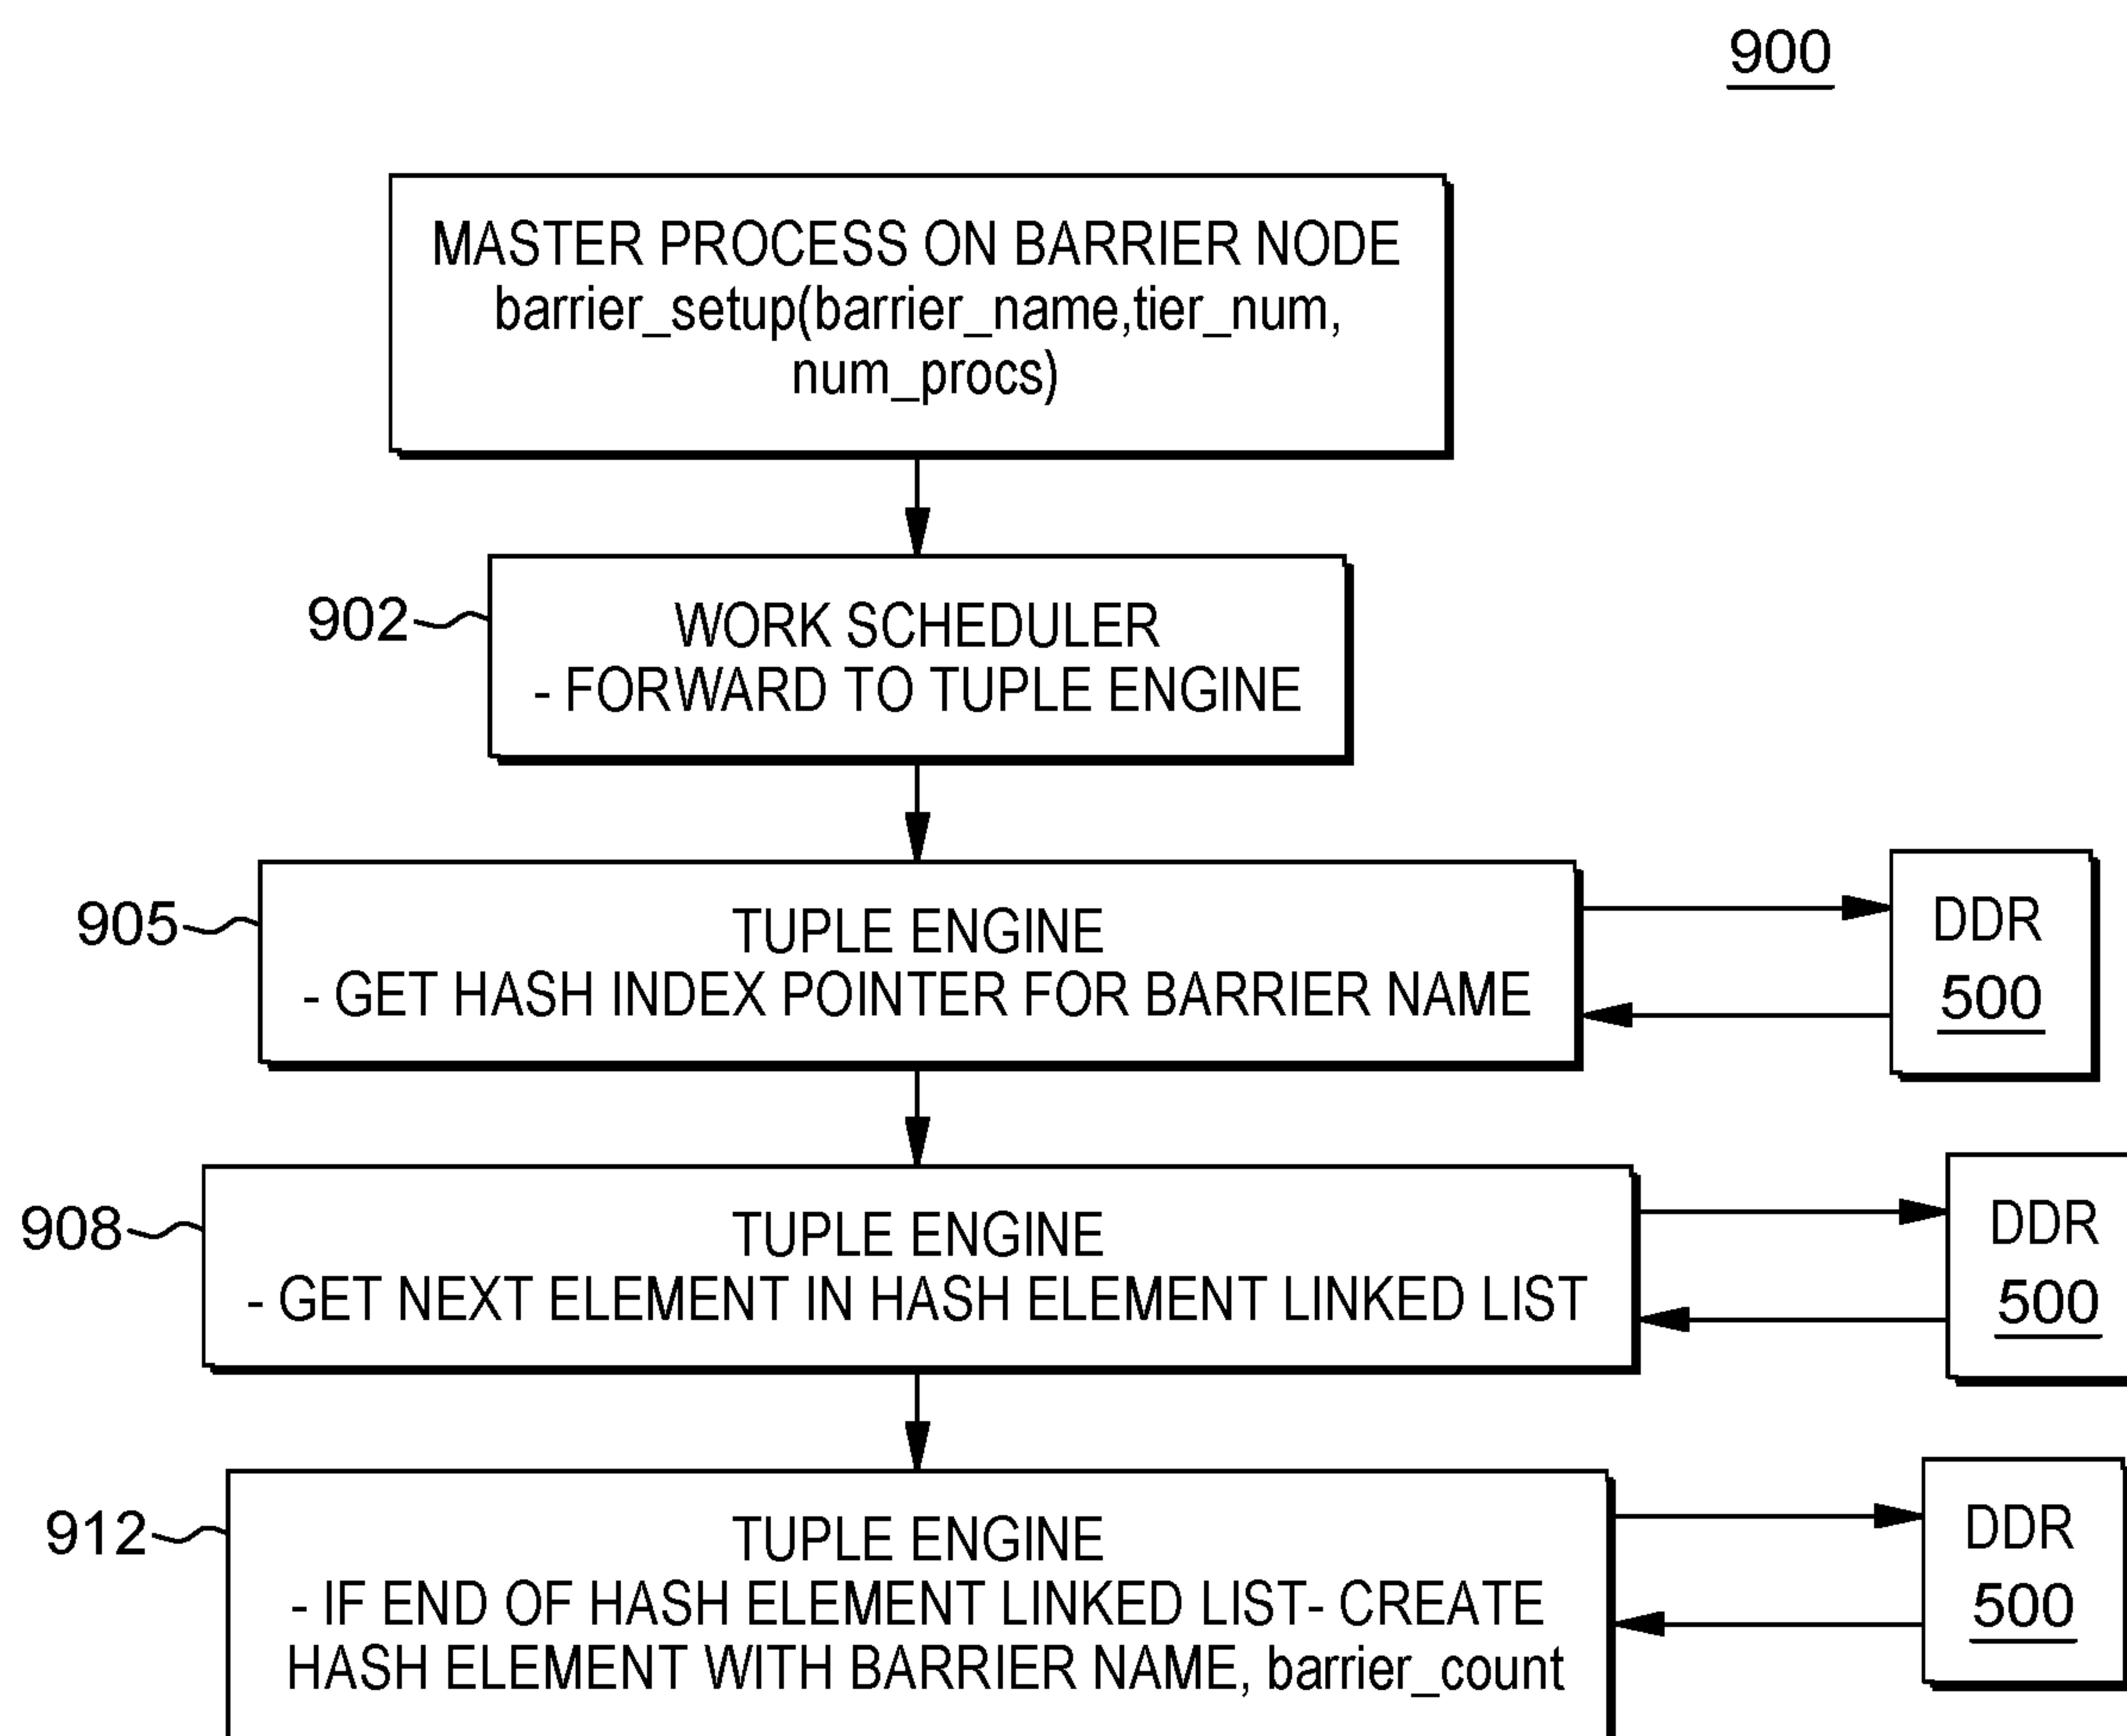 900
MASTER PROCESS ON BARRIER NODE
barrier_setup(barrier_name,tier_num,
num_procs)
902
WORK SCHEDULER
- FORWARD TO TUPLE ENGINE
905
TUPLE ENGINE
- GET HASH INDEX POINTER FOR BARRIER NAME
DDR
500
908
TUPLE ENGINE
- GET NEXT ELEMENT IN HASH ELEMENT LINKED LIST
DDR
500
912
TUPLE ENGINE
- IF END OF HASH ELEMENT LINKED LIST- CREATE
HASH ELEMENT WITH BARRIER NAME, barrier_count
DDR
500